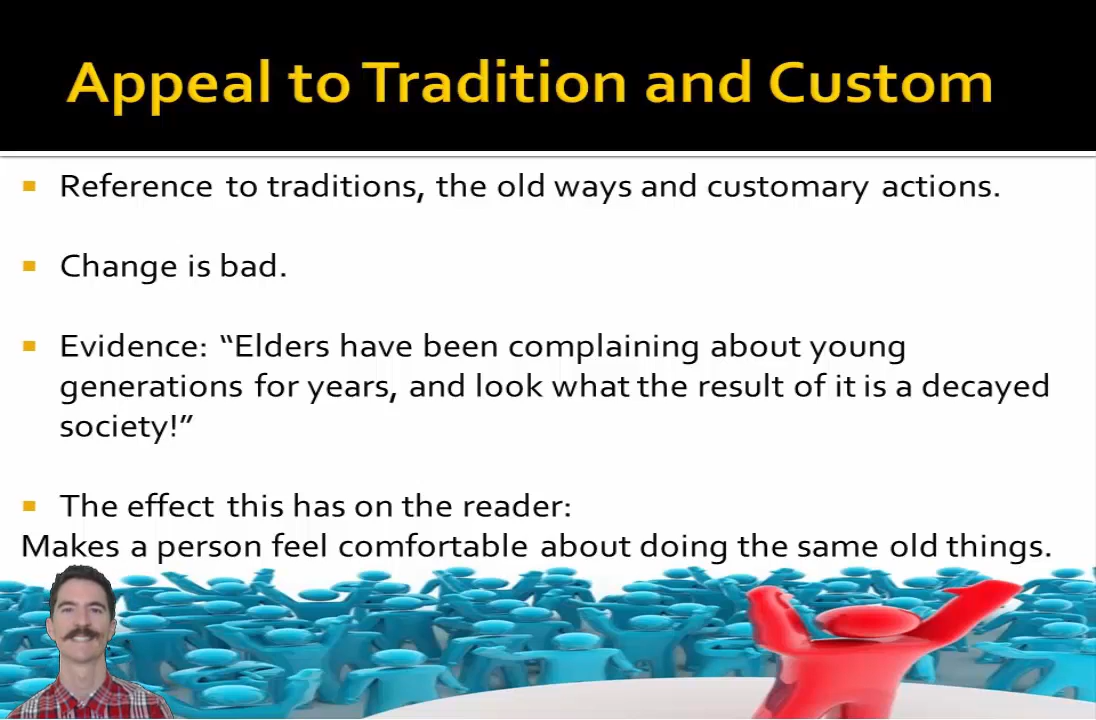 Appeal to Tradition and Custom
Reference to traditions, the old ways and customary actions.
Change is bad.
Evidence: “Elders have been complaining about young
generations for years, and look what the result of it is a decayed
society!”
The effect this has on the reader:
Makes a person feel comfortable about doing the same old things.